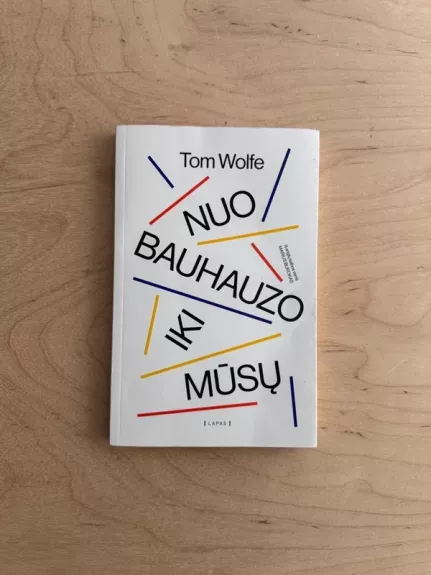 Tom Wolfe
NUO
BAUHAUZO
IKI
MŪSŲ
[ LAPAS ]